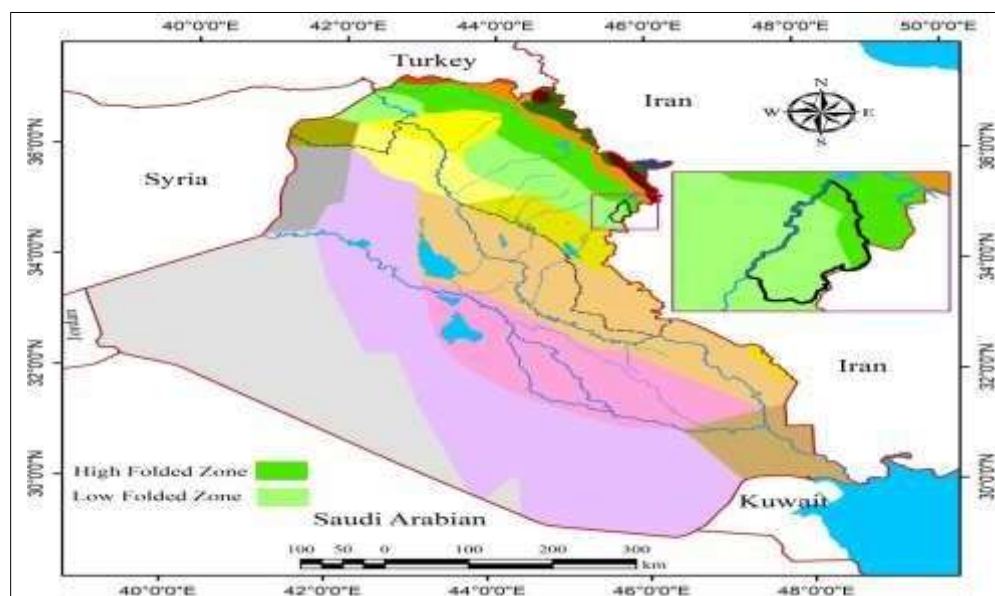 40°0'0"E 42°0'0"E 44°0'0"E 46°0'0"E 48°0'0"E 50°0'0"E
Turkey
Iran
N
W E
S
36°0'0"N
36°0'0"N
Syria
34°0'0"N
34°0'0"N
Jordan
Iran
32°0'0"N
32°0'0"N
High Folded Zone
30°0'0"N
30°0'0"N
Low Folded Zone
Kuwait
Saudi Arabian
100 50 0 100 200 300
km
40°0'0"E 42°0'0"E 44°0'0"E 46°0'0"E 48°0'0"E